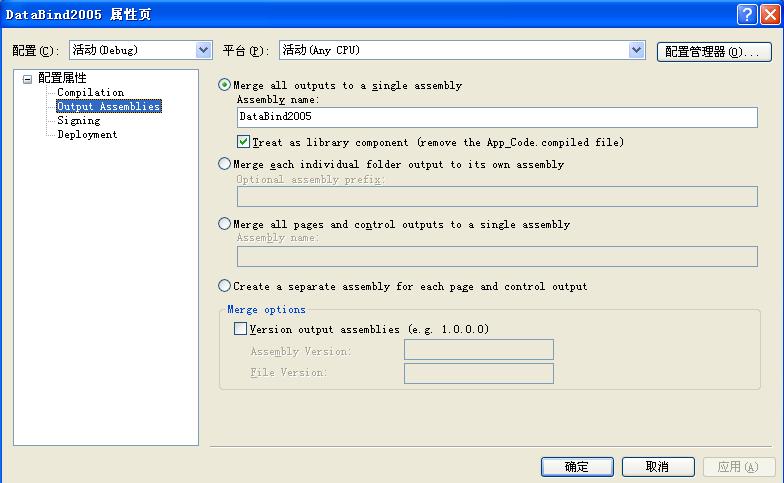 DataBind2005 属性页
配置(C): 活动(Debug) 平台(P): 活动(Any CPU) 配置管理器(O)...
配置属性
Compilation
Output Assemblies
Signing
Deployment
Merge all outputs to a single assembly
Assembly name:
DataBind2005
Treat as library component (remove the App_Code.compiled file)
Merge each individual folder output to its own assembly
Optional assembly prefix:
Merge all pages and control outputs to a single assembly
Assembly name:
Create a separate assembly for each page and control output
Merge options
Version output assemblies (e.g. 1.0.0.0)
Assembly Version:
File Version:
确定 取消 应用(A)